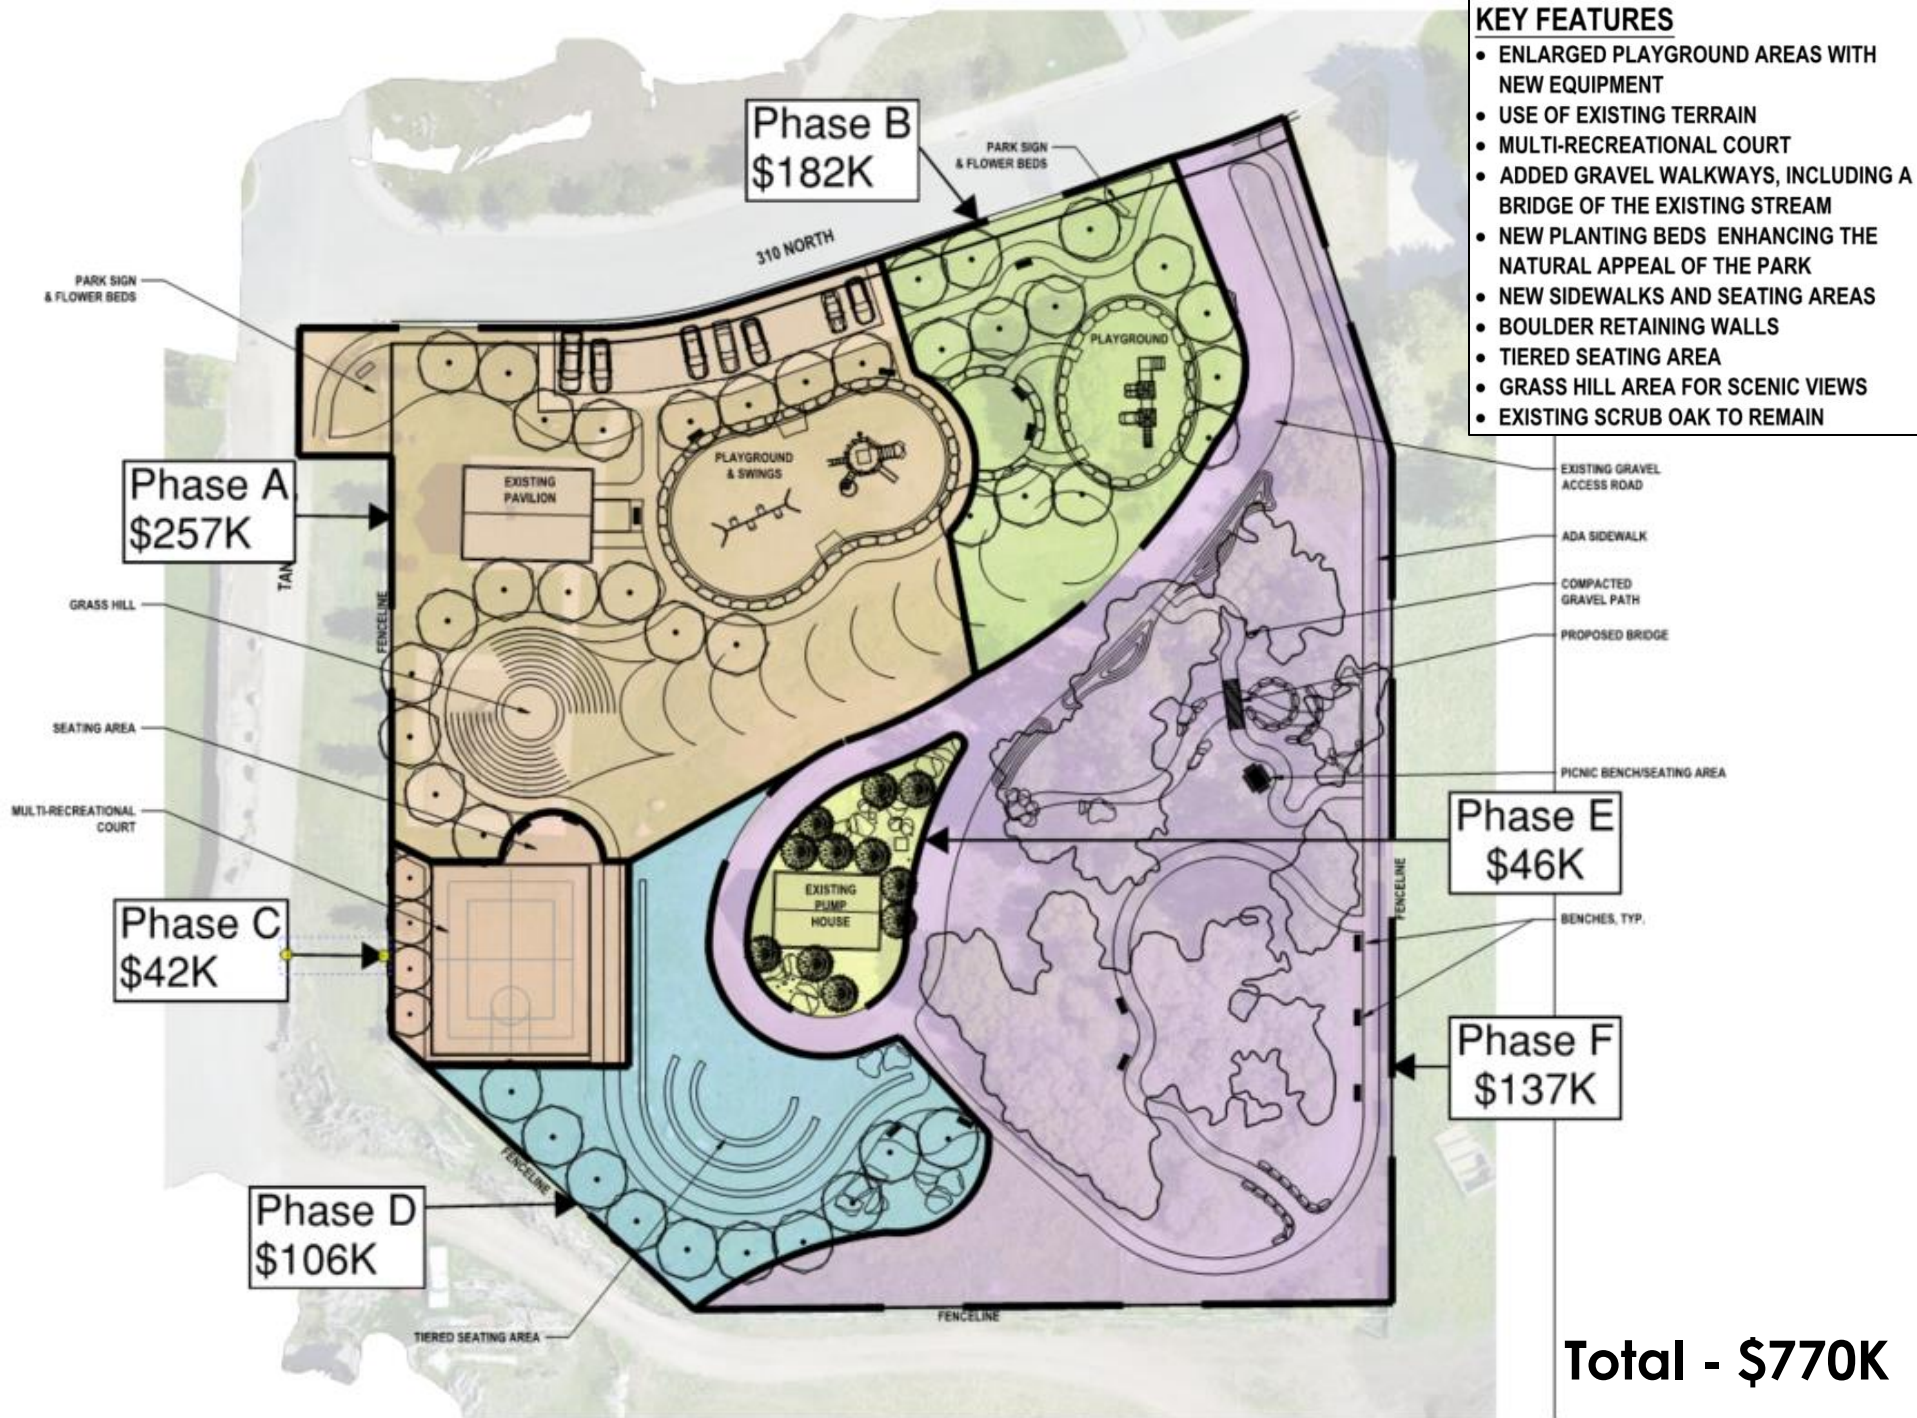 KEY FEATURES
• ENLARGED PLAYGROUND AREAS WITH
NEW EQUIPMENT
• USE OF EXISTING TERRAIN
• MULTI-RECREATIONAL COURT
• ADDED GRAVEL WALKWAYS, INCLUDING A
BRIDGE OF THE EXISTING STREAM
• NEW PLANTING BEDS ENHANCING THE
NATURAL APPEAL OF THE PARK
• NEW SIDEWALKS AND SEATING AREAS
• BOULDER RETAINING WALLS
• TIERED SEATING AREA
• GRASS HILL AREA FOR SCENIC VIEWS
• EXISTING SCRUB OAK TO REMAIN
Phase B
$182K
PARK SIGN
& FLOWER BEDS
310 NORTH
PARK SIGN
& FLOWER BEDS
PLAYGROUND
PLAYGROUND
& SWINGS
EXISTING
PAVILION
Phase A
$257K
TAN
FENCELINE
GRASS HILL
SEATING AREA
MULTI-RECREATIONAL
COURT
EXISTING GRAVEL
ACCESS ROAD
ADA SIDEWALK
COMPACTED
GRAVEL PATH
PROPOSED BRIDGE
PICNIC BENCH/SEATING AREA
Phase E
$46K
EXISTING
PUMP
HOUSE
FENCELINE
BENCHES, TYP.
Phase C
$42K
Phase F
$137K
FENCELINE
Phase D
$106K
TIERED SEATING AREA
FENCELINE
Total - $770K